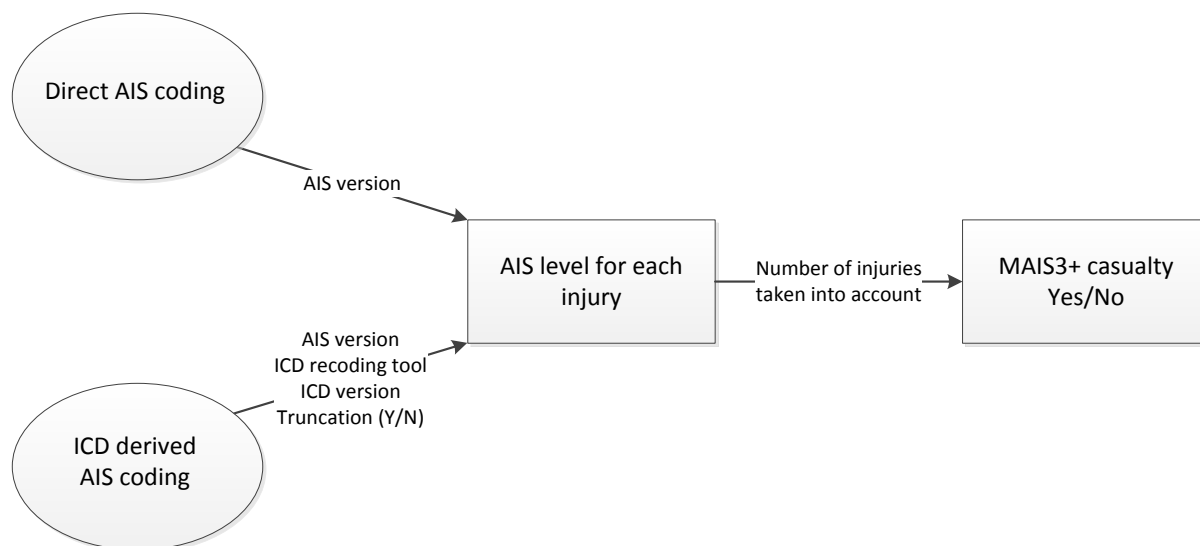 Direct AIS coding
AIS version
AIS level for each
injury
Number of injuries
taken into account
MAIS3+ casualty
Yes/No
AIS version
ICD recoding tool
ICD version
Truncation (Y/N)
ICD derived
AIS coding